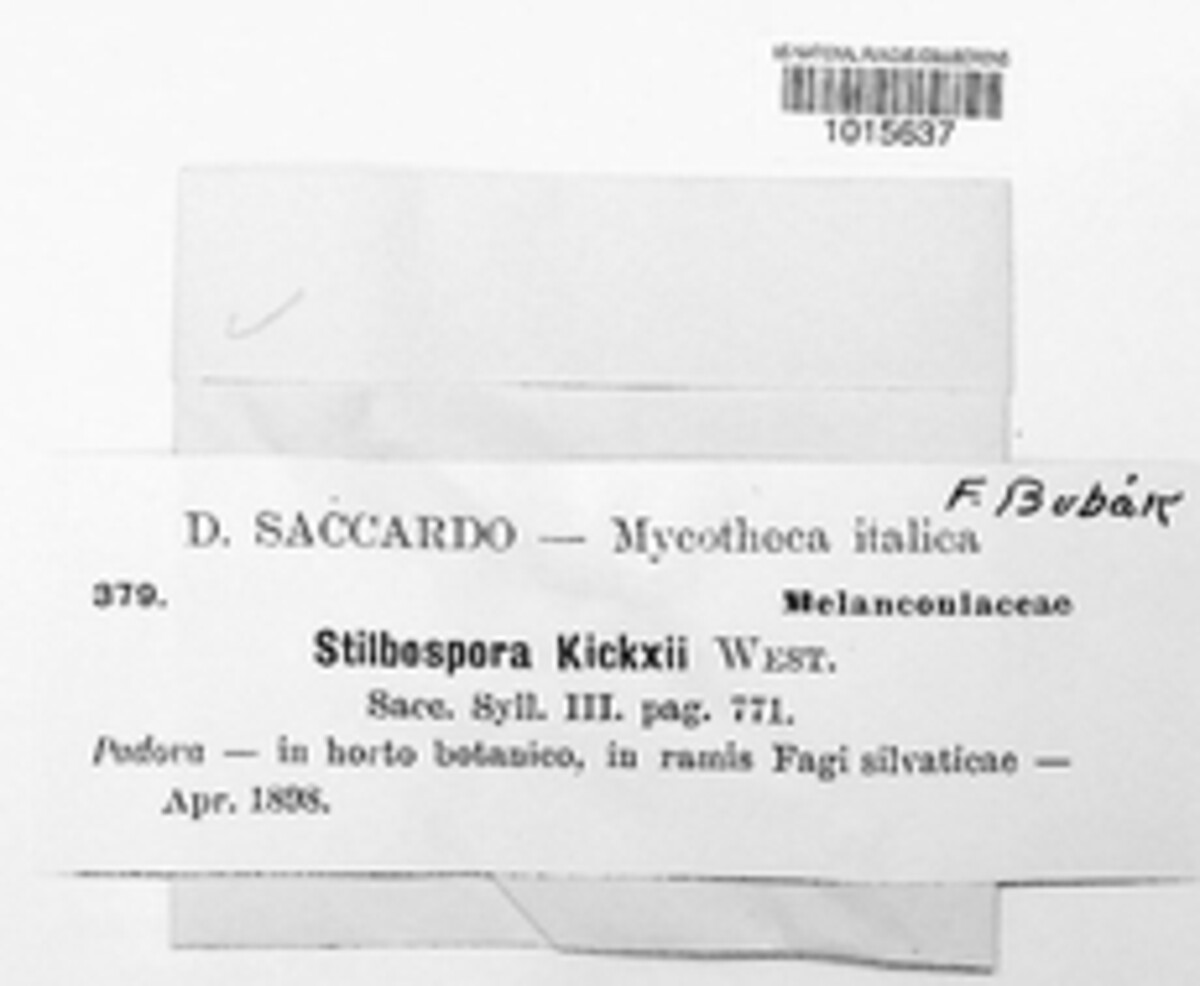 1015637
F. Bubák
D. SACCARDO — Mycotheca italica
379.
Melanconiaceae
Stilbospora Kickxii WEST.
Sacc. Syll. III. pag. 771.
Padova — in horto botanico, in ramis Fagi silvaticae —
Apr. 1898.